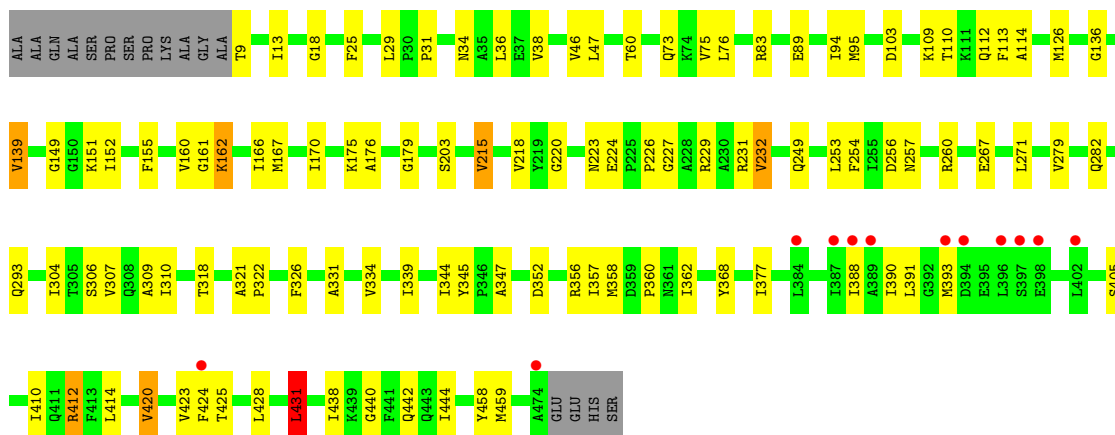 ALA ALA GLN ALA SER PRO SER PRO LYS ALA GLY ALA T9 I13 G18 F25 L29 P30 P31 N34 A35 L36 E37 V38 V46 L47 T60 Q73 K74 V75 L76 R83 E89 I94 M95 D103 K109 T110 K111 Q112 F113 A114 M126 G136
V139 G149 G150 K151 I152 F155 V160 G161 K162 I166 M167 I170 K175 A176 G179 S203 V215 V218 Y219 G220 N223 E224 P225 P226 G227 A228 R229 A230 R231 V232 Q249 L253 F254 I255 D256 N257 R260 E267 L271 V279 Q282
Q293 I304 T305 S306 V307 Q308 A309 I310 T318 A321 P322 F326 A331 V334 I339 I344 Y345 P346 A347 D352 R356 I357 M358 D359 P360 N361 I362 Y368 I377 L384 I387 I388 A389 I390 L391 G392 M393 D394 E395 L396 S397 E398 L402 S405
I410 Q411 R412 F413 L414 V420 V423 F424 T425 L428 L431 I438 K439 G440 F441 Q442 Q443 I444 Y458 M459 A474 GLU GLU HIS SER